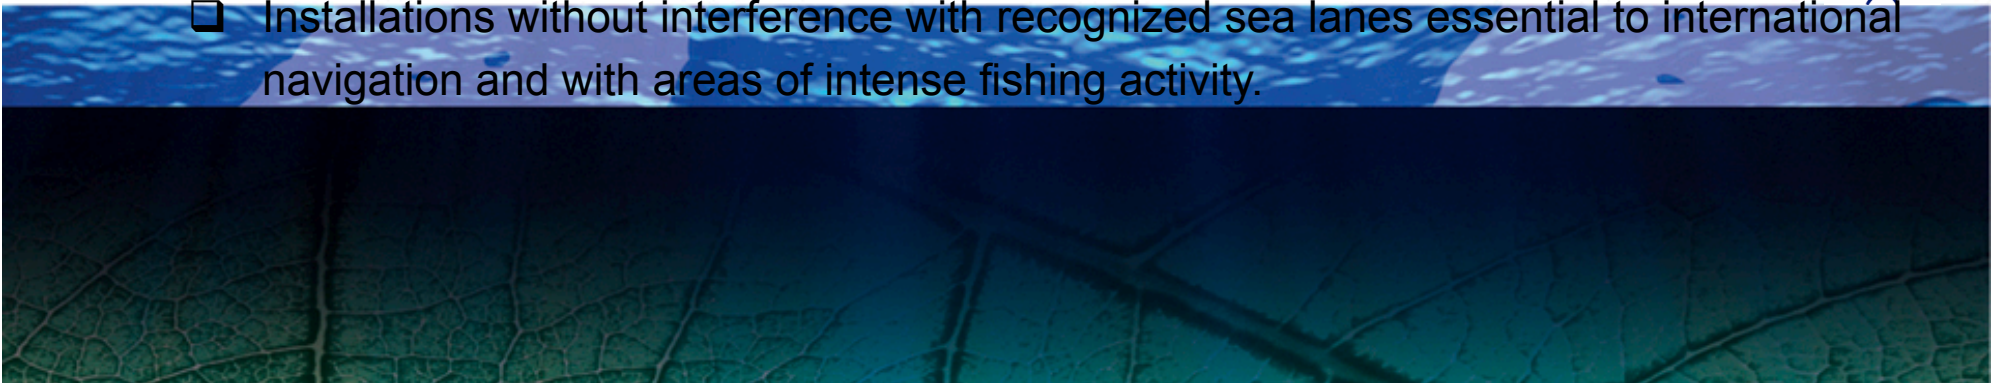 ❑ Installations without interference with recognized sea lanes essential to international
navigation and with areas of intense fishing activity.